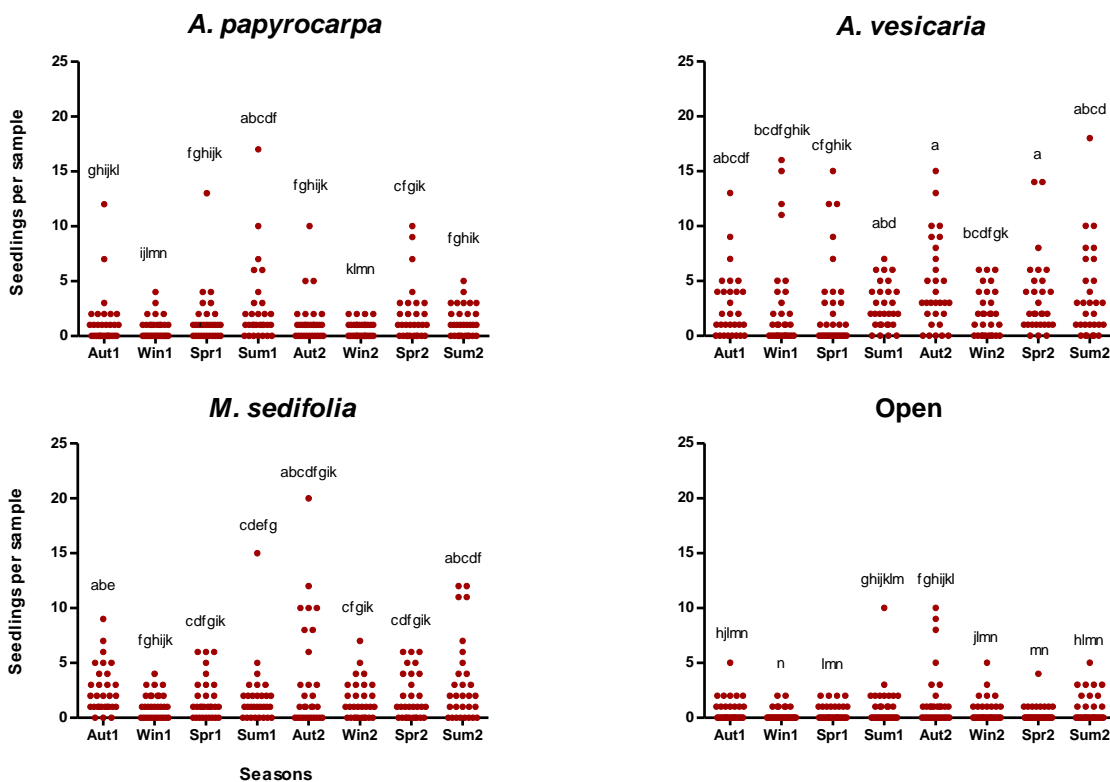 A. papyrocarpa
Seedlings per sample
25
20
15
10
5
0
ghijkl
ijlmn
fghijk
abcdf
fghijk
klmn
cfgik
fghik
Aut1 Win1 Spr1 Sum1 Aut2 Win2 Spr2 Sum2
A. vesicaria
25
20
15
10
5
0
abcdf
bcdfghik
cfghik
abd
a
bcdfgk
a
abcd
Aut1 Win1 Spr1 Sum1 Aut2 Win2 Spr2 Sum2
M. sedifolia
Seedlings per sample
25
20
15
10
5
0
abe
fghijk
cdfgik
cdefg
abcdfgik
cfgik
cdfgik
abcdf
Aut1 Win1 Spr1 Sum1 Aut2 Win2 Spr2 Sum2
Seasons
Open
25
20
15
10
5
0
hjlmn
n
lmn
ghijklm
fghijkl
jlmn
mn
hlmn
Aut1 Win1 Spr1 Sum1 Aut2 Win2 Spr2 Sum2